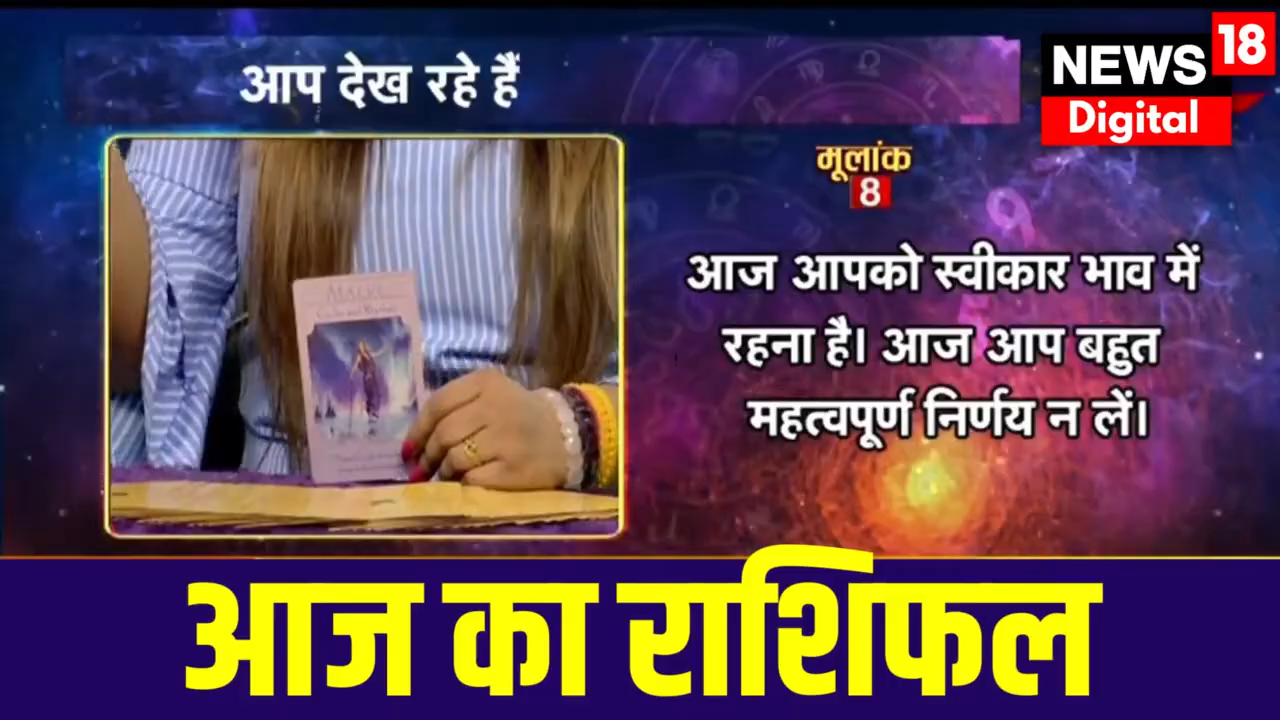 आप देख रहे हैं
NEWS 18
Digital
मूलांक
8
आज आपको स्वीकार भाव में
रहना है। आज आप बहुत
महत्वपूर्ण निर्णय न लें।
आज का राशिफल